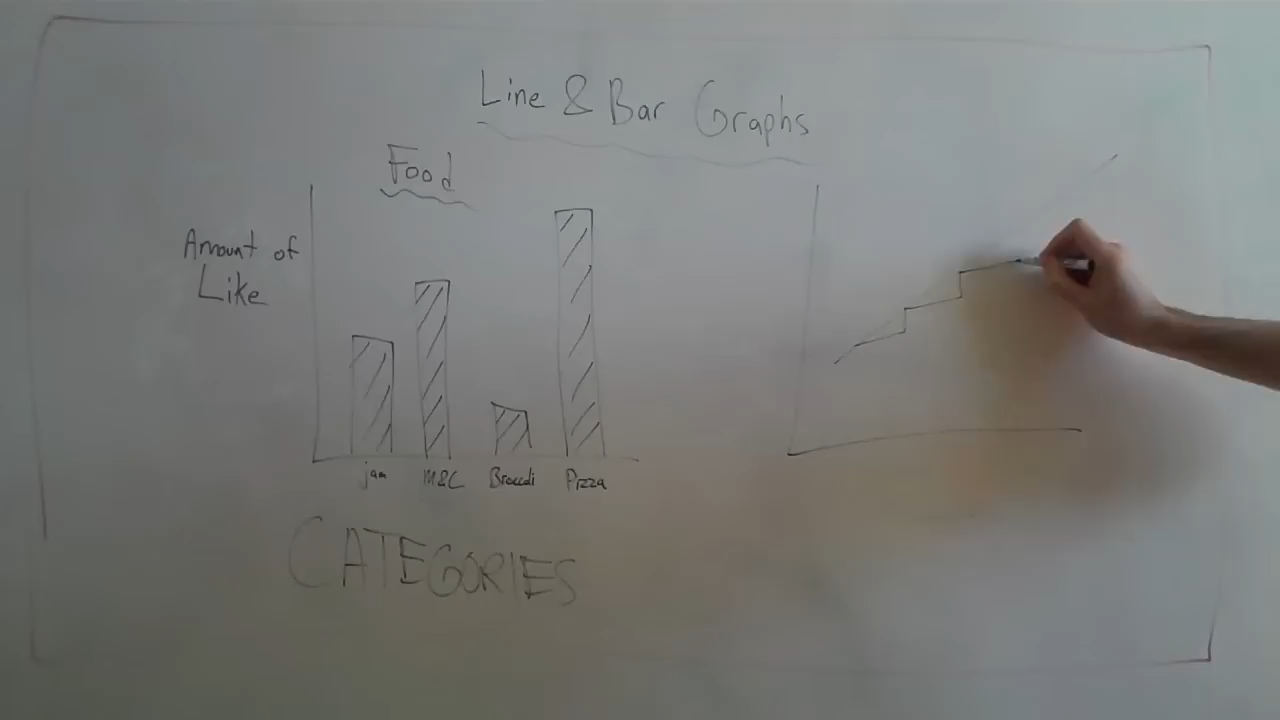 Line & Bar Graphs
Food
Amount of
Like
jam M&C Broccoli Pizza
CATEGORIES